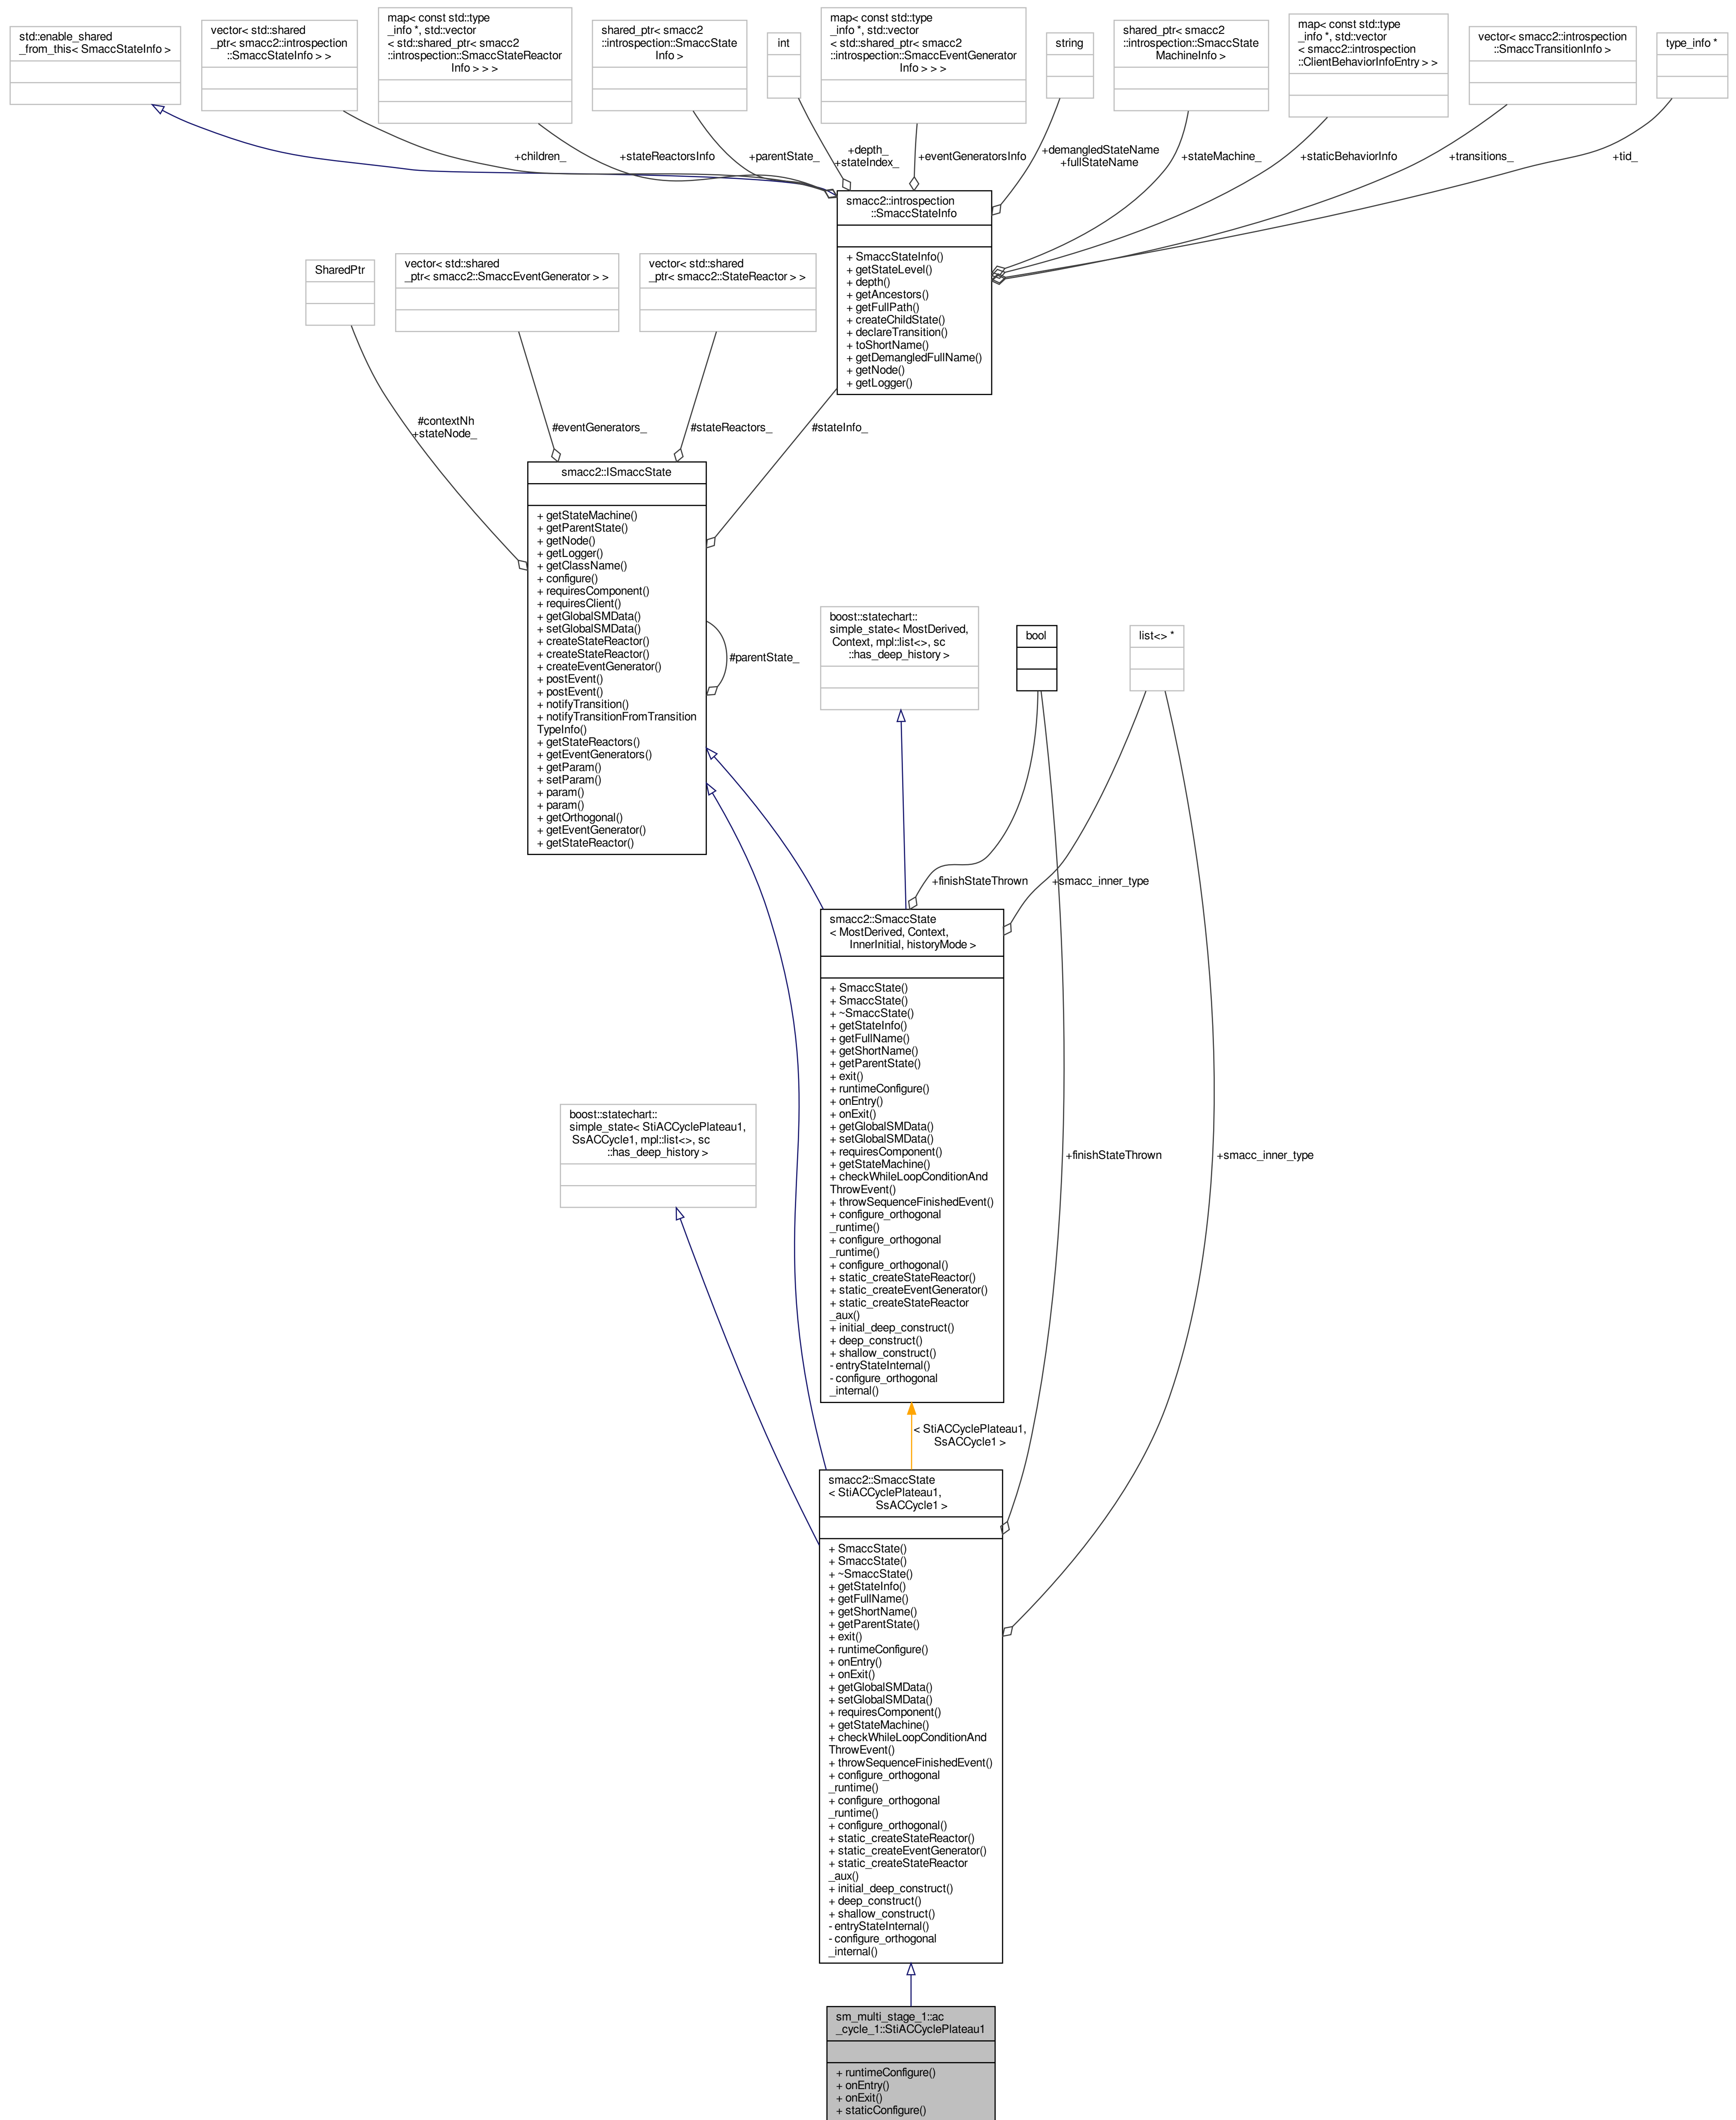 std::enable_shared
_from_this< SmaccStateInfo >
vector< std::shared
_ptr< smacc2::introspection
::SmaccStateInfo > >
map< const std::type
_info *, std::vector
< std::shared_ptr< smacc2
::introspection::SmaccStateReactor
Info > > >
shared_ptr< smacc2
::introspection::SmaccState
Info >
int
map< const std::type
_info *, std::vector
< std::shared_ptr< smacc2
::introspection::SmaccEventGenerator
Info > > >
string
shared_ptr< smacc2
::introspection::SmaccState
MachineInfo >
map< const std::type
_info *, std::vector
< smacc2::introspection
::ClientBehaviorInfoEntry > >
vector< smacc2::introspection
::SmaccTransitionInfo >
type_info *
+children_
+stateReactorsInfo
+parentState_
+depth_
+stateIndex_
+eventGeneratorsInfo
+demangledStateName
+fullStateName
+stateMachine_
+staticBehaviorInfo
+transitions_
+tid_
smacc2::introspection
::SmaccStateInfo
+ SmaccStateInfo()
+ getStateLevel()
+ depth()
+ getAncestors()
+ getFullPath()
+ createChildState()
+ declareTransition()
+ toShortName()
+ getDemangledFullName()
+ getNode()
+ getLogger()
SharedPtr
vector< std::shared
_ptr< smacc2::SmaccEventGenerator > >
vector< std::shared
_ptr< smacc2::StateReactor > >
#contextNh
+stateNode_
#eventGenerators_
#stateReactors_
#stateInfo_
smacc2::ISmaccState
+ getStateMachine()
+ getParentState()
+ getNode()
+ getLogger()
+ getClassName()
+ configure()
+ requiresComponent()
+ requiresClient()
+ getGlobalSMData()
+ setGlobalSMData()
+ createStateReactor()
+ createStateReactor()
+ createEventGenerator()
+ postEvent()
+ postEvent()
+ notifyTransition()
+ notifyTransitionFromTransition
TypeInfo()
+ getStateReactors()
+ getEventGenerators()
+ getParam()
+ setParam()
+ param()
+ param()
+ getOrthogonal()
+ getEventGenerator()
+ getStateReactor()
#parentState_
boost::statechart::
simple_state< MostDerived,
Context, mpl::list<>, sc
::has_deep_history >
bool
list<> *
+finishStateThrown
+smacc_inner_type
smacc2::SmaccState
< MostDerived, Context,
InnerInitial, historyMode >
+ SmaccState()
+ SmaccState()
+ ~SmaccState()
+ getStateInfo()
+ getFullName()
+ getShortName()
+ getParentState()
+ exit()
+ runtimeConfigure()
+ onEntry()
+ onExit()
+ getGlobalSMData()
+ setGlobalSMData()
+ requiresComponent()
+ getStateMachine()
+ checkWhileLoopConditionAnd
ThrowEvent()
+ throwSequenceFinishedEvent()
+ configure_orthogonal
_runtime()
+ configure_orthogonal
_runtime()
+ configure_orthogonal()
+ static_createStateReactor()
+ static_createEventGenerator()
+ static_createStateReactor
_aux()
+ initial_deep_construct()
+ deep_construct()
+ shallow_construct()
- entryStateInternal()
- configure_orthogonal
_internal()
boost::statechart::
simple_state< StiACCyclePlateau1,
SsACCycle1, mpl::list<>, sc
::has_deep_history >
+finishStateThrown
+smacc_inner_type
< StiACCyclePlateau1,
SsACCycle1 >
smacc2::SmaccState
< StiACCyclePlateau1,
SsACCycle1 >
+ SmaccState()
+ SmaccState()
+ ~SmaccState()
+ getStateInfo()
+ getFullName()
+ getShortName()
+ getParentState()
+ exit()
+ runtimeConfigure()
+ onEntry()
+ onExit()
+ getGlobalSMData()
+ setGlobalSMData()
+ requiresComponent()
+ getStateMachine()
+ checkWhileLoopConditionAnd
ThrowEvent()
+ throwSequenceFinishedEvent()
+ configure_orthogonal
_runtime()
+ configure_orthogonal
_runtime()
+ configure_orthogonal()
+ static_createStateReactor()
+ static_createEventGenerator()
+ static_createStateReactor
_aux()
+ initial_deep_construct()
+ deep_construct()
+ shallow_construct()
- entryStateInternal()
- configure_orthogonal
_internal()
sm_multi_stage_1::ac
_cycle_1::StiACCyclePlateau1
+ runtimeConfigure()
+ onEntry()
+ onExit()
+ staticConfigure()